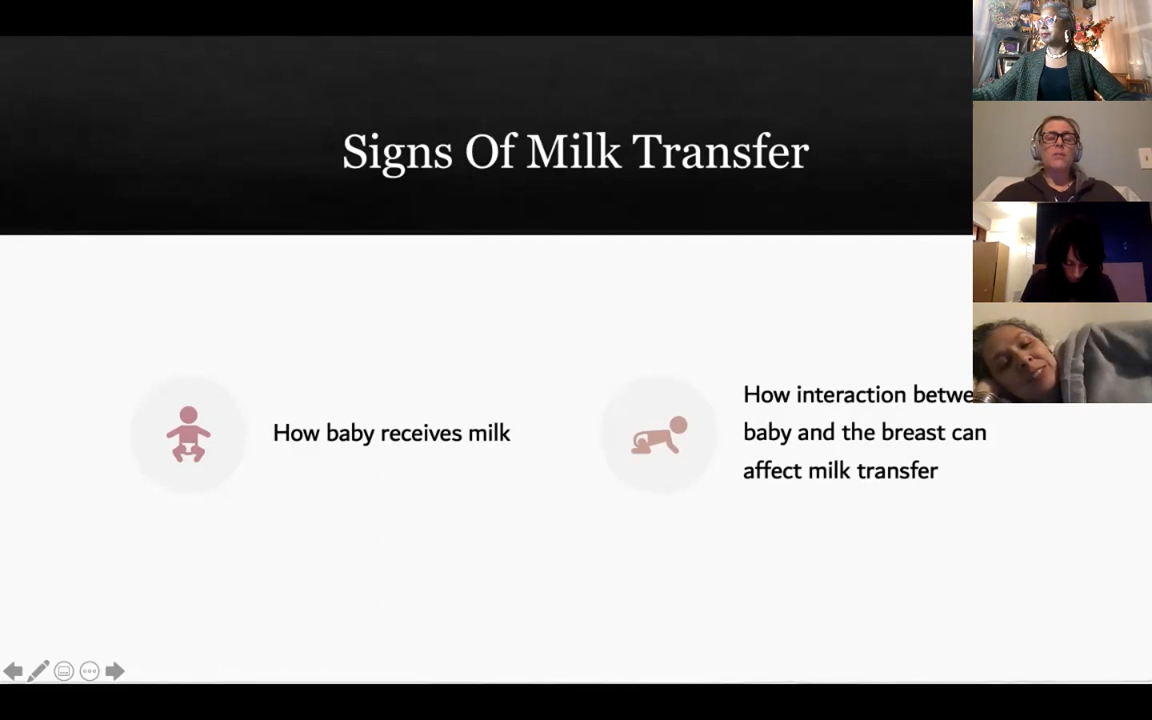 Signs Of Milk Transfer
How baby receives milk
How interaction betwe
baby and the breast can
affect milk transfer